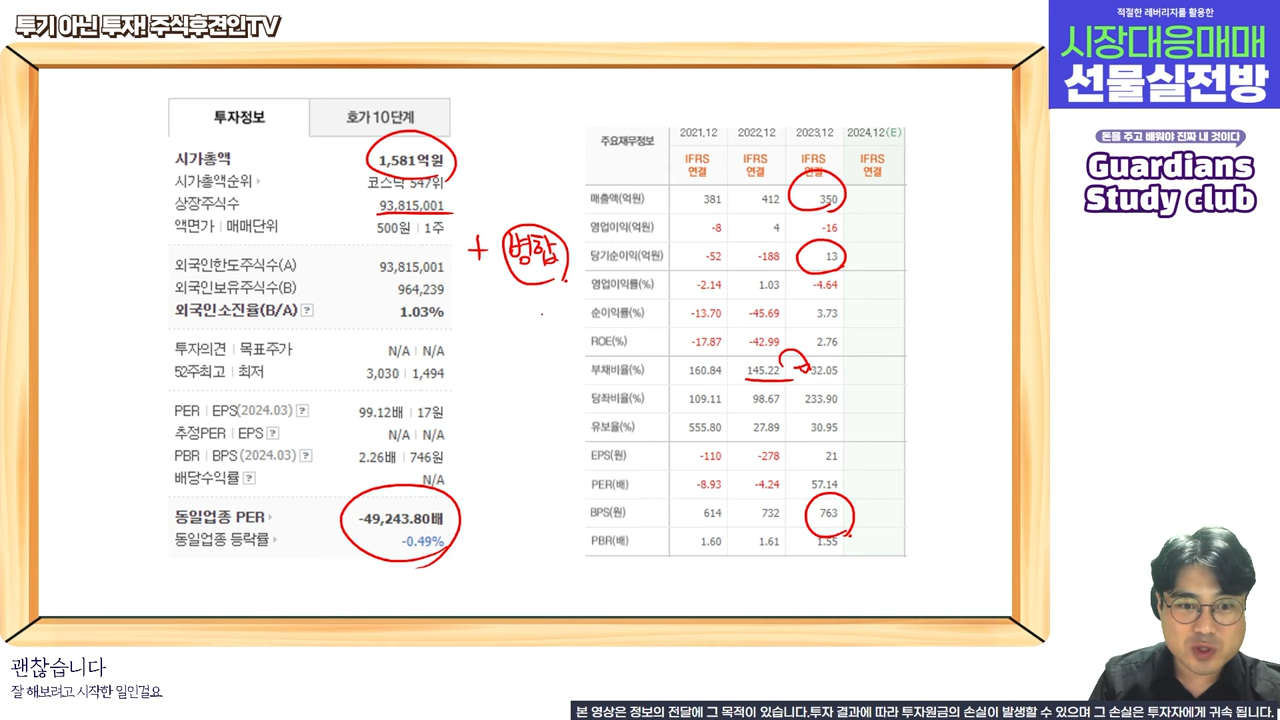 투기 아닌 투자! 주식후견인TV
적절한 레버리지를 활용한
시장대응매매
선물실전방
돈을 주고 배워야 진짜 내 것이다
Guardians
Study club
투자정보 호가 10단계
시가총액 1,581억원
시가총액순위 코스닥 547위
상장주식수 93,815,001
액면가 | 매매단위 500원 | 1주
외국인한도주식수(A) 93,815,001
외국인보유주식수(B) 964,239
외국인소진율(B/A) ? 1.03%
투자의견 | 목표주가 N/A | N/A
52주최고 | 최저 3,030 | 1,494
PER | EPS(2024.03) ? 99.12배 | 17원
추정PER | EPS ? N/A | N/A
PBR | BPS (2024.03) ? 2.26배 | 746원
배당수익률 ? N/A
동일업종 PER -49,243.80배
동일업종 등락률 -0.49%
+ 병합
주요재무정보 2021.12 2022.12 2023.12 2024.12(E)
IFRS IFRS IFRS IFRS
연결 연결 연결 연결
매출액(억원) 381 412 350
영업이익(억원) -8 4 -16
당기순이익(억원) -52 -188 13
영업이익률(%) -2.14 1.03 -4.64
순이익률(%) -13.70 -45.69 3.73
ROE(%) -17.87 -42.99 2.76
부채비율(%) 160.84 145.22 32.05
당좌비율(%) 109.11 98.67 233.90
유보율(%) 555.80 27.89 30.95
EPS(원) -110 -278 21
PER(배) -8.93 -4.24 57.14
BPS(원) 614 732 763
PBR(배) 1.60 1.61 1.55
괜찮습니다
잘 해보려고 시작한 일인걸요
본 영상은 정보의 전달에 그 목적이 있습니다.투자 결과에 따라 투자원금의 손실이 발생할 수 있으며 그 손실은 투자자에게 귀속 됩니다.